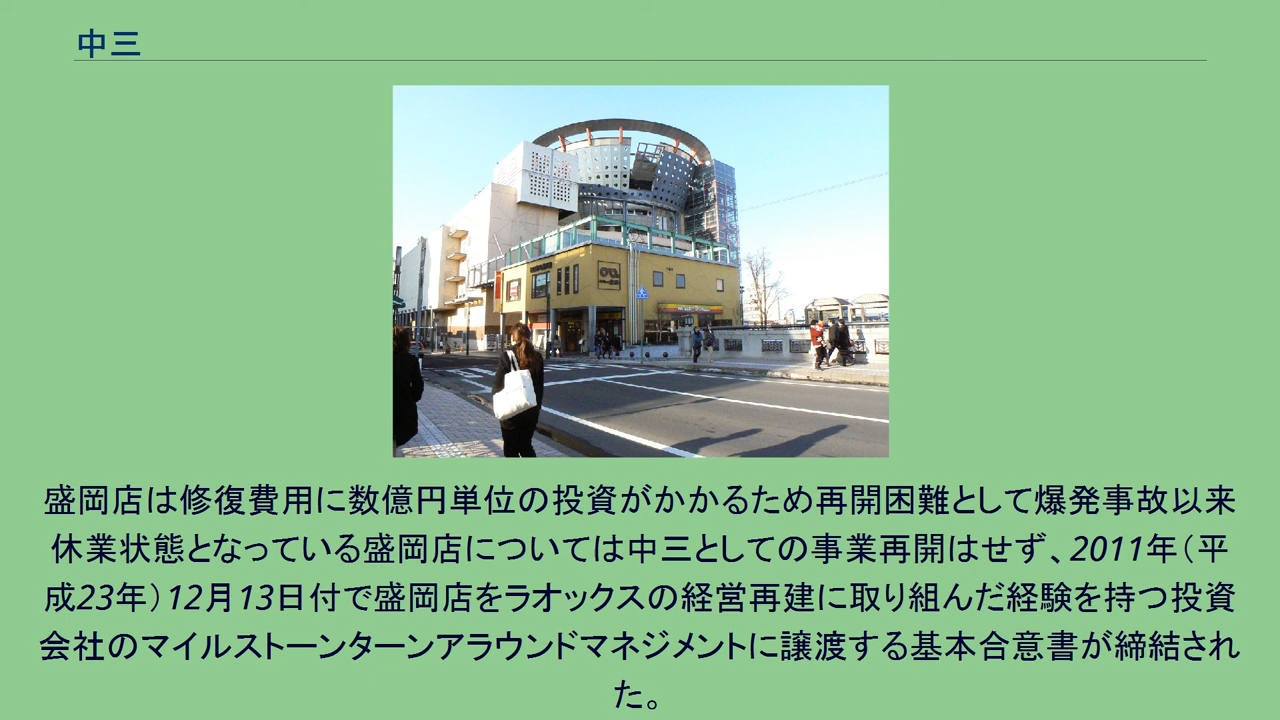 中三
盛岡店は修復費用に数億円単位の投資がかかるため再開困難として爆発事故以来
休業状態となっている盛岡店については中三としての事業再開はせず、2011年（平
成23年）12月13日付で盛岡店をラオックスの経営再建に取り組んだ経験を持つ投資
会社のマイルストーンターンアラウンドマネジメントに譲渡する基本合意書が締結され
た。